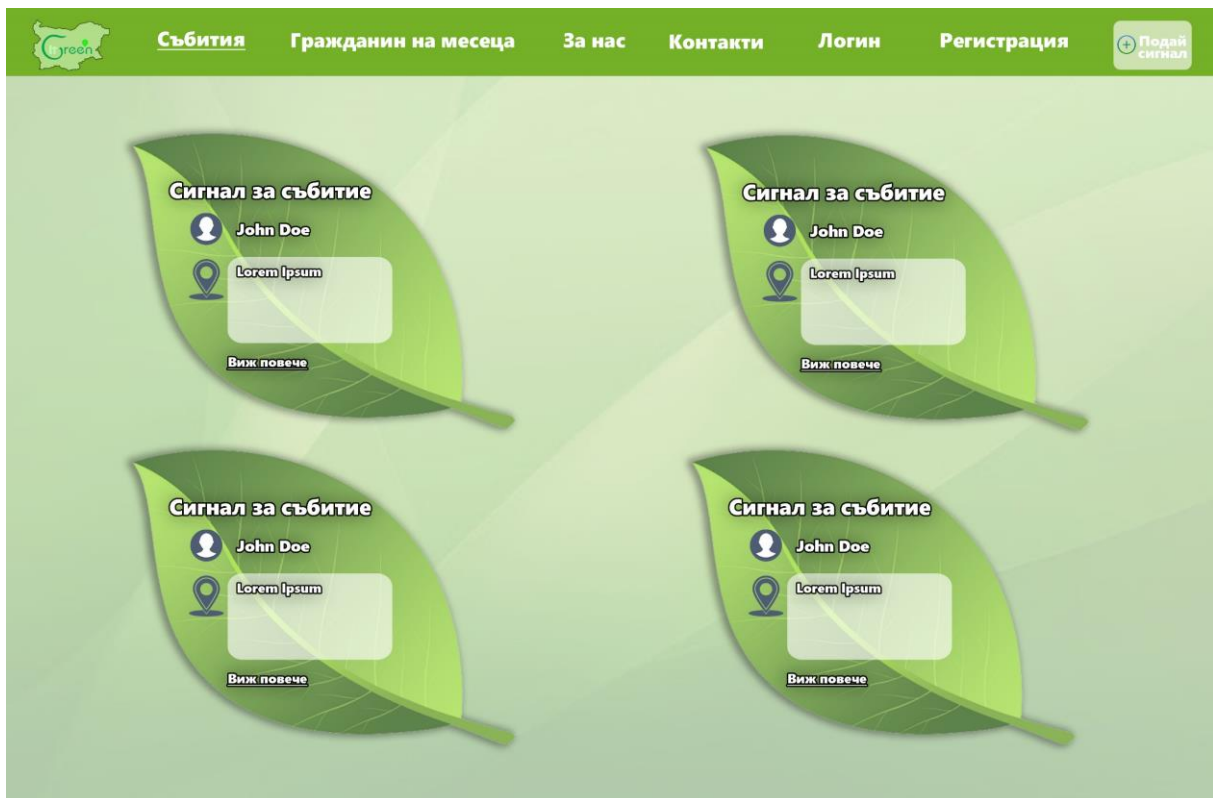 Събития
Гражданин на месеца
За нас
Контакти
Логин
Регистрация
Подай
сигнал
Сигнал за събитие
John Doe
Lorem Ipsum
Виж повече
Сигнал за събитие
John Doe
Lorem Ipsum
Виж повече
Сигнал за събитие
John Doe
Lorem Ipsum
Виж повече
Сигнал за събитие
John Doe
Lorem Ipsum
Виж повече